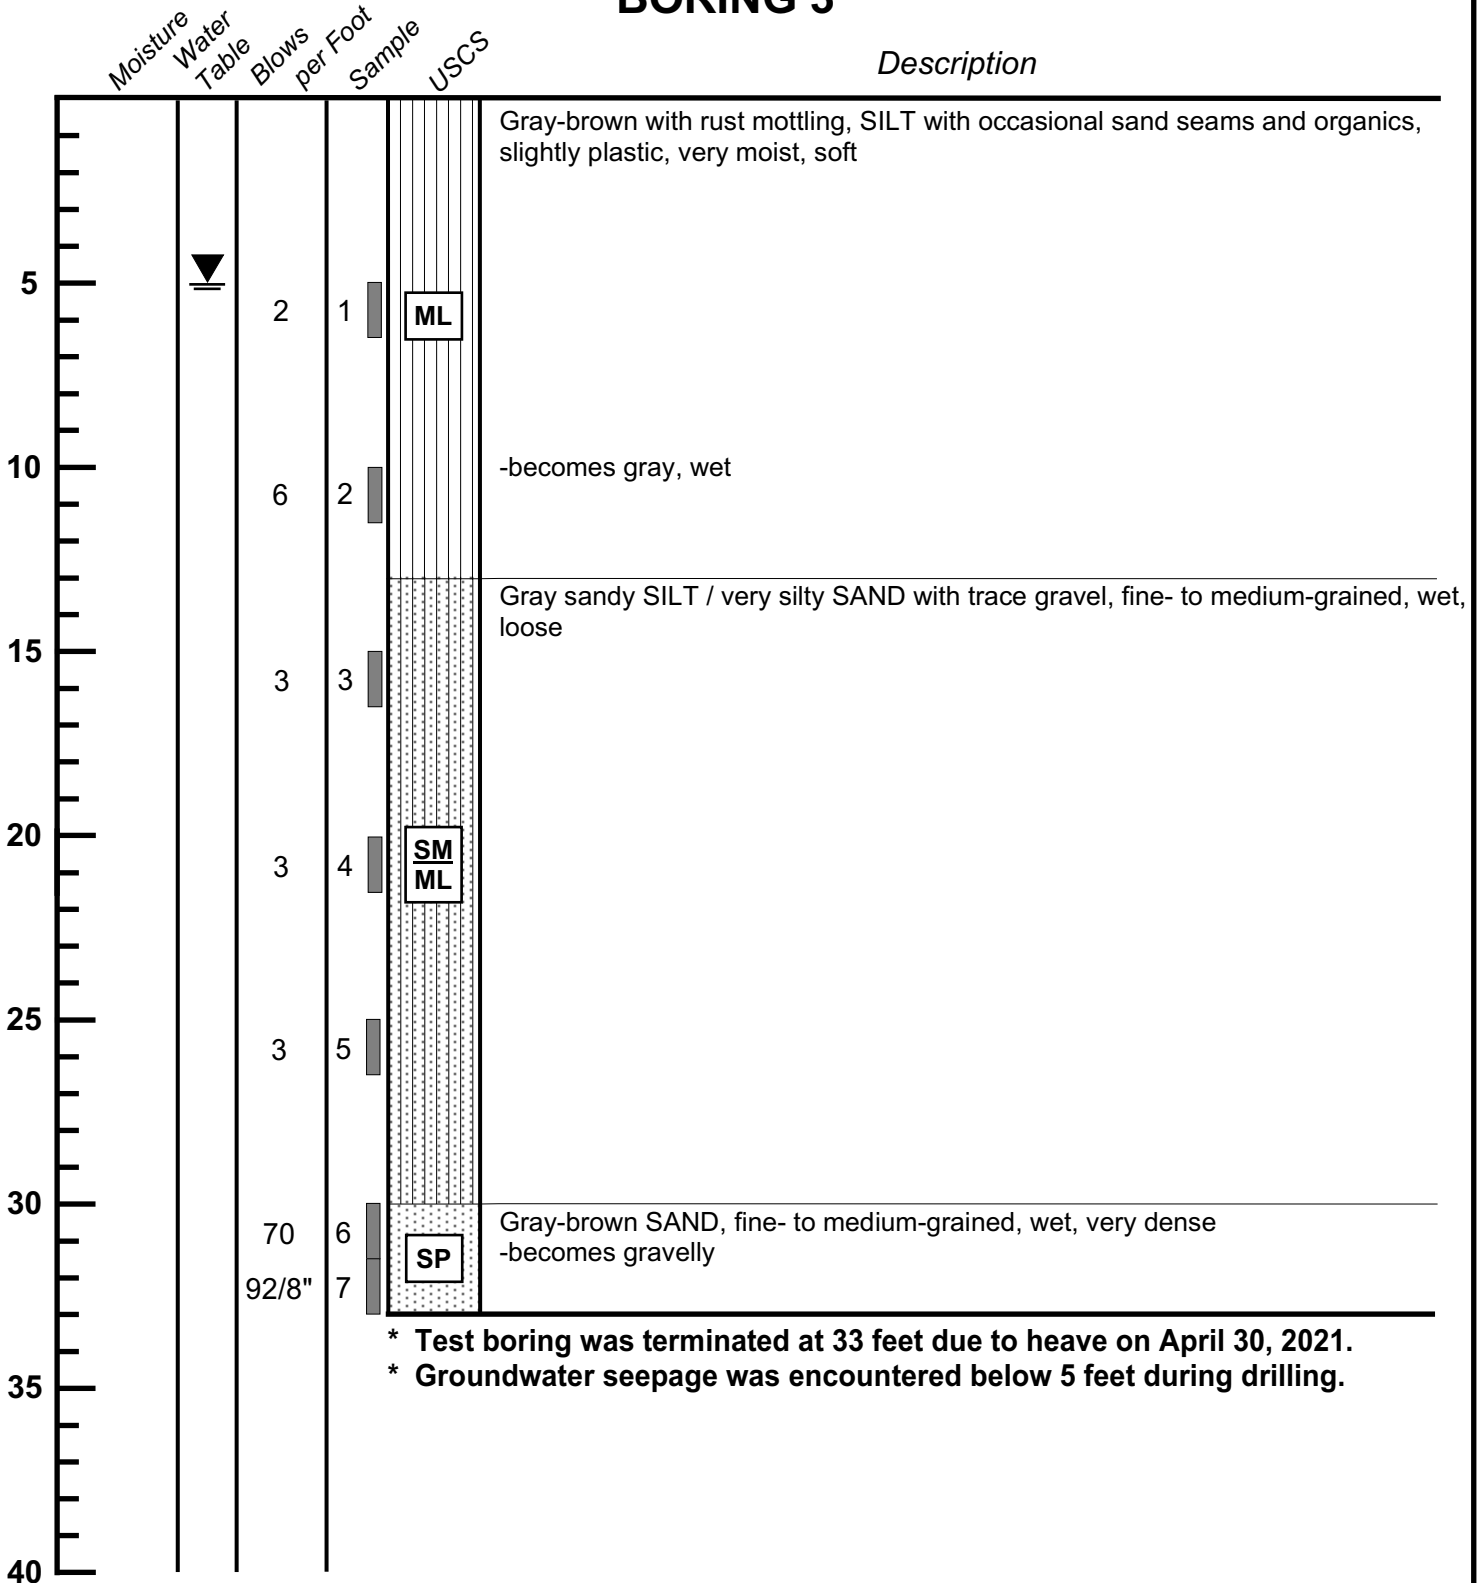 BORING 3
Moisture
Water
Table
Blows
per Foot
Sample
USCS
Description
Gray-brown with rust mottling, SILT with occasional sand seams and organics,
slightly plastic, very moist, soft
5
2
1
ML
10
-becomes gray, wet
6
2
Gray sandy SILT / very silty SAND with trace gravel, fine- to medium-grained, wet,
loose
15
3
3
20
3
4
SM
ML
25
3
5
30
Gray-brown SAND, fine- to medium-grained, wet, very dense
70
6
-becomes gravelly
SP
92/8"
7
* Test boring was terminated at 33 feet due to heave on April 30, 2021.
* Groundwater seepage was encountered below 5 feet during drilling.
35
40